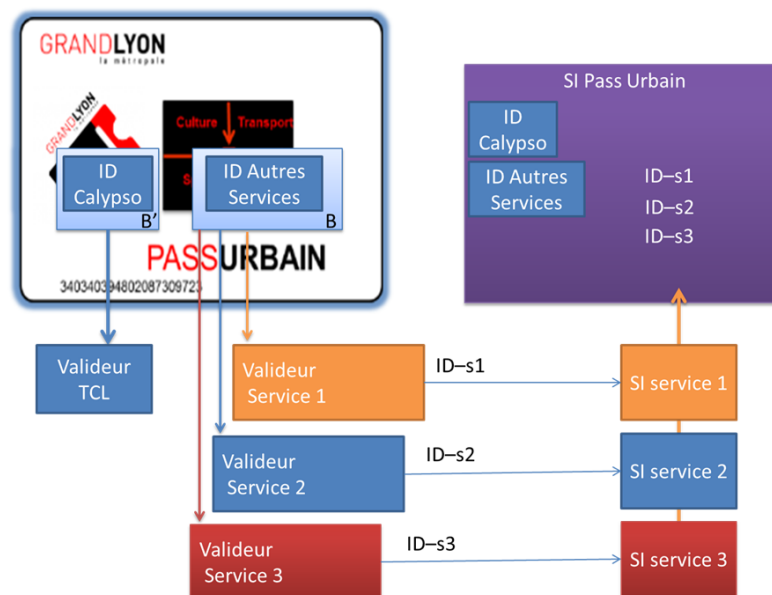 GRANDLYON
la métropole
GRANDLYON
Culture
Transport
ID
Calypso
B'
ID Autres
Services
B
PASSURBAIN
340340394802087309723
SI Pass Urbain
ID
Calypso
ID Autres
Services
ID–s1
ID–s2
ID–s3
Valideur
TCL
Valideur
Service 1
ID–s1
SI service 1
Valideur
Service 2
ID–s2
SI service 2
Valideur
Service 3
ID–s3
SI service 3